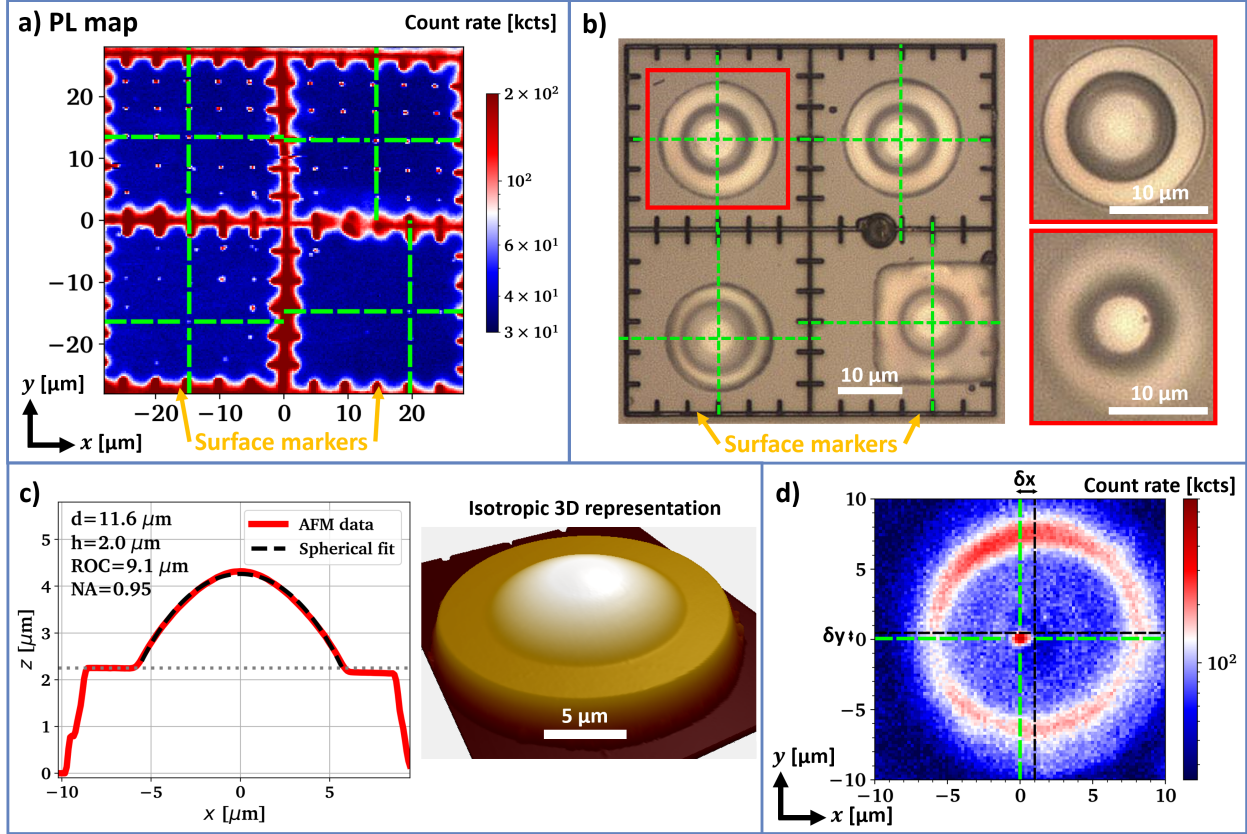 a) PL map
Count rate [kcts]
20
10
0
−10
−20
−20
−10
0
10
20
2 × 10²
10²
6 × 10¹
4 × 10¹
3 × 10¹
y [μm]
x [μm]
Surface markers
b)
10 μm
Surface markers
10 μm
10 μm
c)
d=11.6 μm
h=2.0 μm
ROC=9.1 μm
NA=0.95
AFM data
Spherical fit
5
4
3
2
1
0
z [μm]
−10
−5
0
5
x [μm]
Isotropic 3D representation
5 μm
d)
δx
Count rate [kcts]
10
5
0
−5
−10
δy
−10
−5
0
5
10
10²
y [μm]
x [μm]